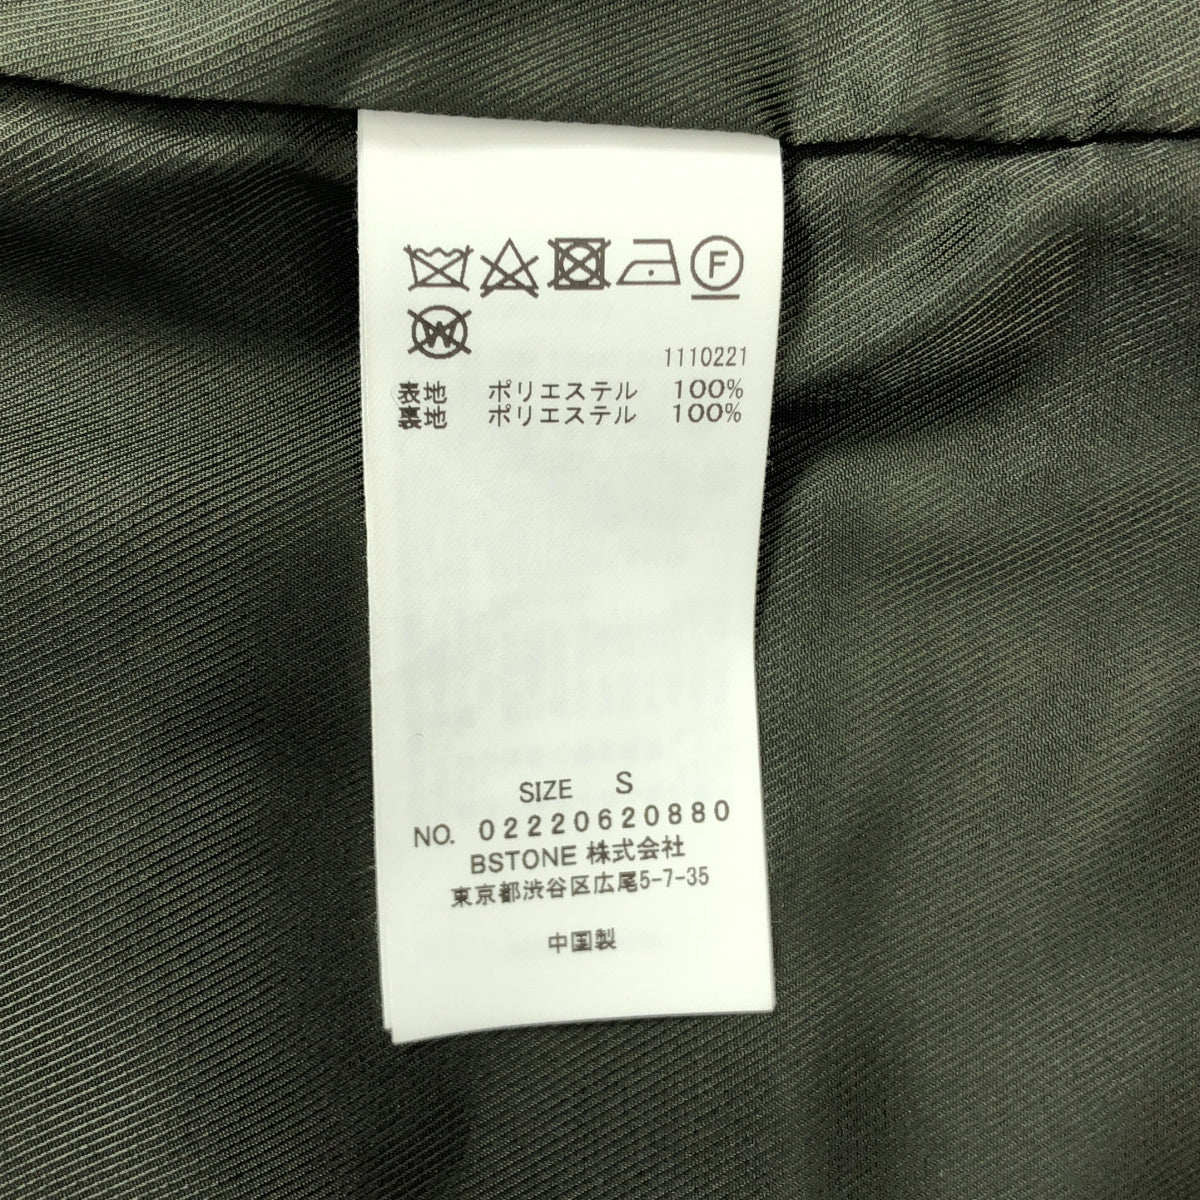 F
W
1110221
表地 ポリエステル 100%
裏地 ポリエステル 100%
SIZE S
NO. 02220620880
BSTONE 株式会社
東京都渋谷区広尾5-7-35
中国製